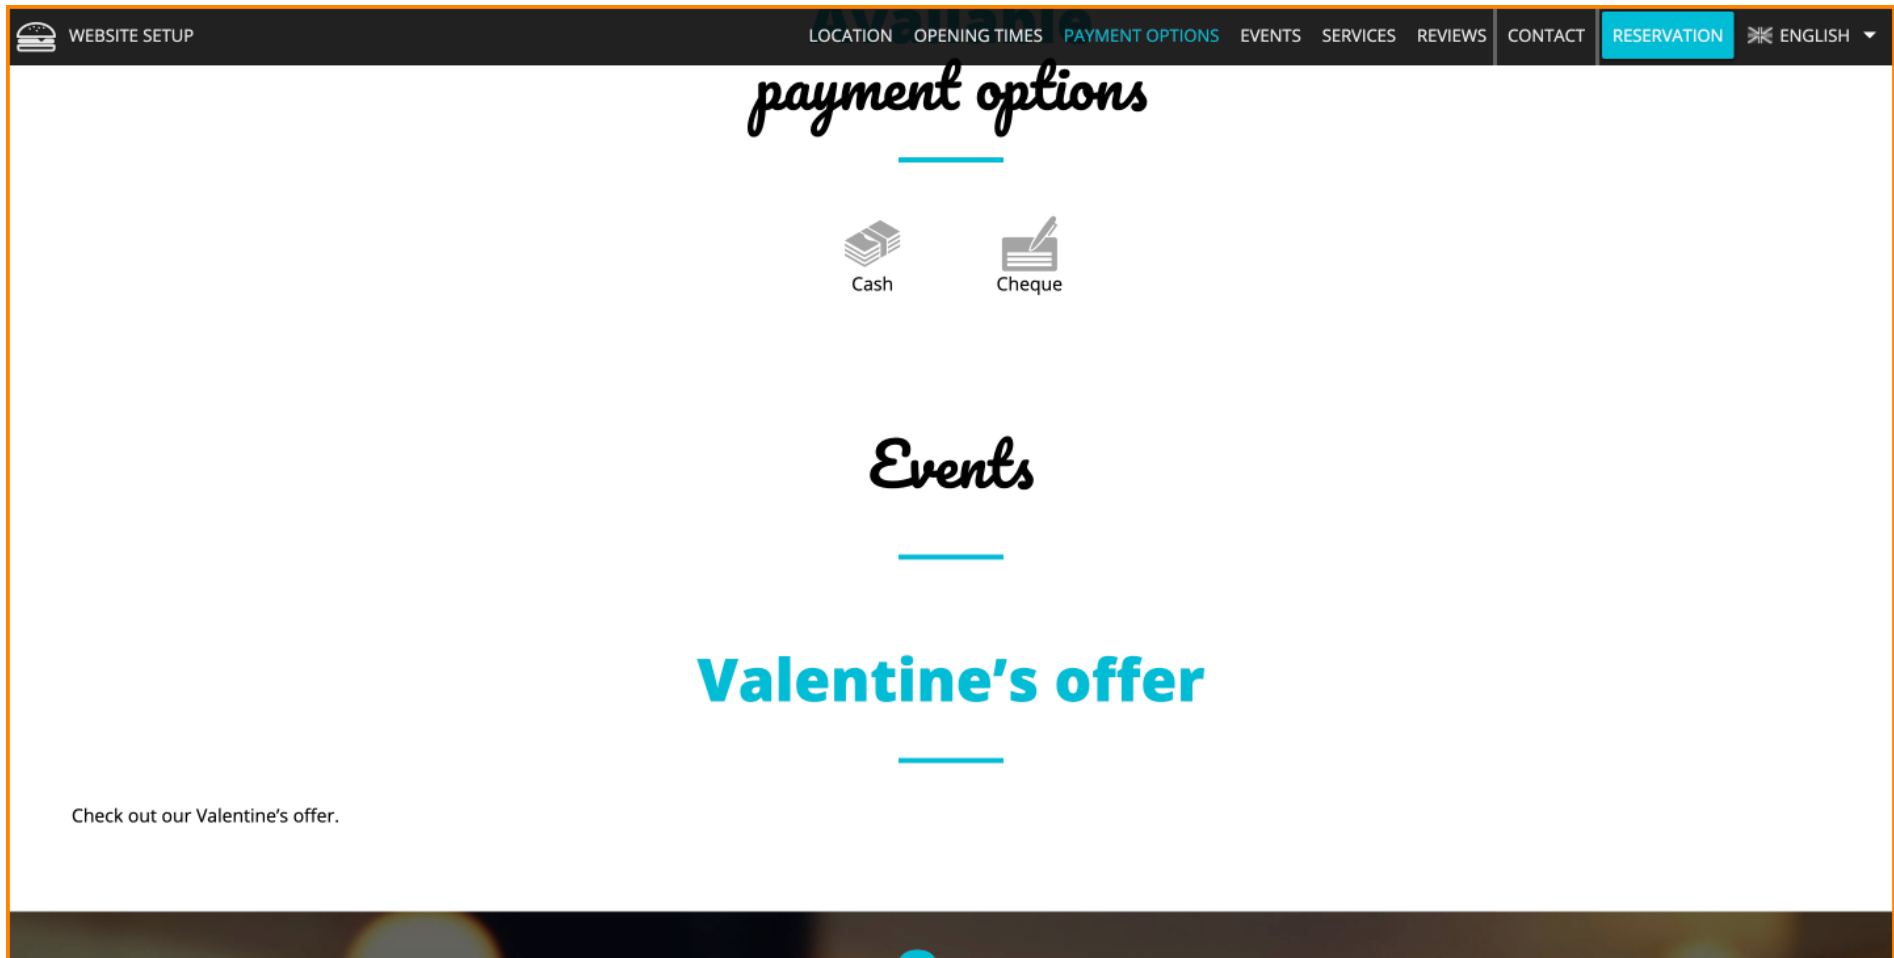 WEBSITE SETUP LOCATION OPENING TIMES PAYMENT OPTIONS EVENTS SERVICES REVIEWS CONTACT RESERVATION ENGLISH
Available
payment options
Cash Cheque
Events
Valentine’s offer
Check out our Valentine’s offer.